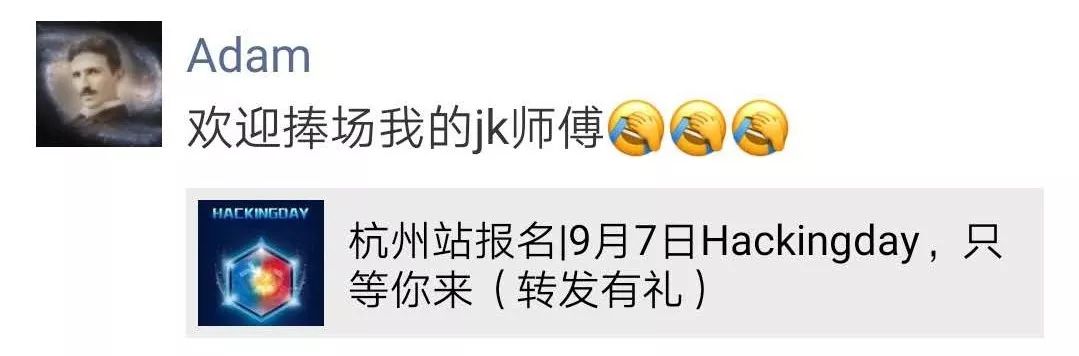 Adam
欢迎捧场我的jk师傅🤣🤣🤣
HACKINGDAY
杭州站报名|9月7日Hackingday，只
等你来（转发有礼）